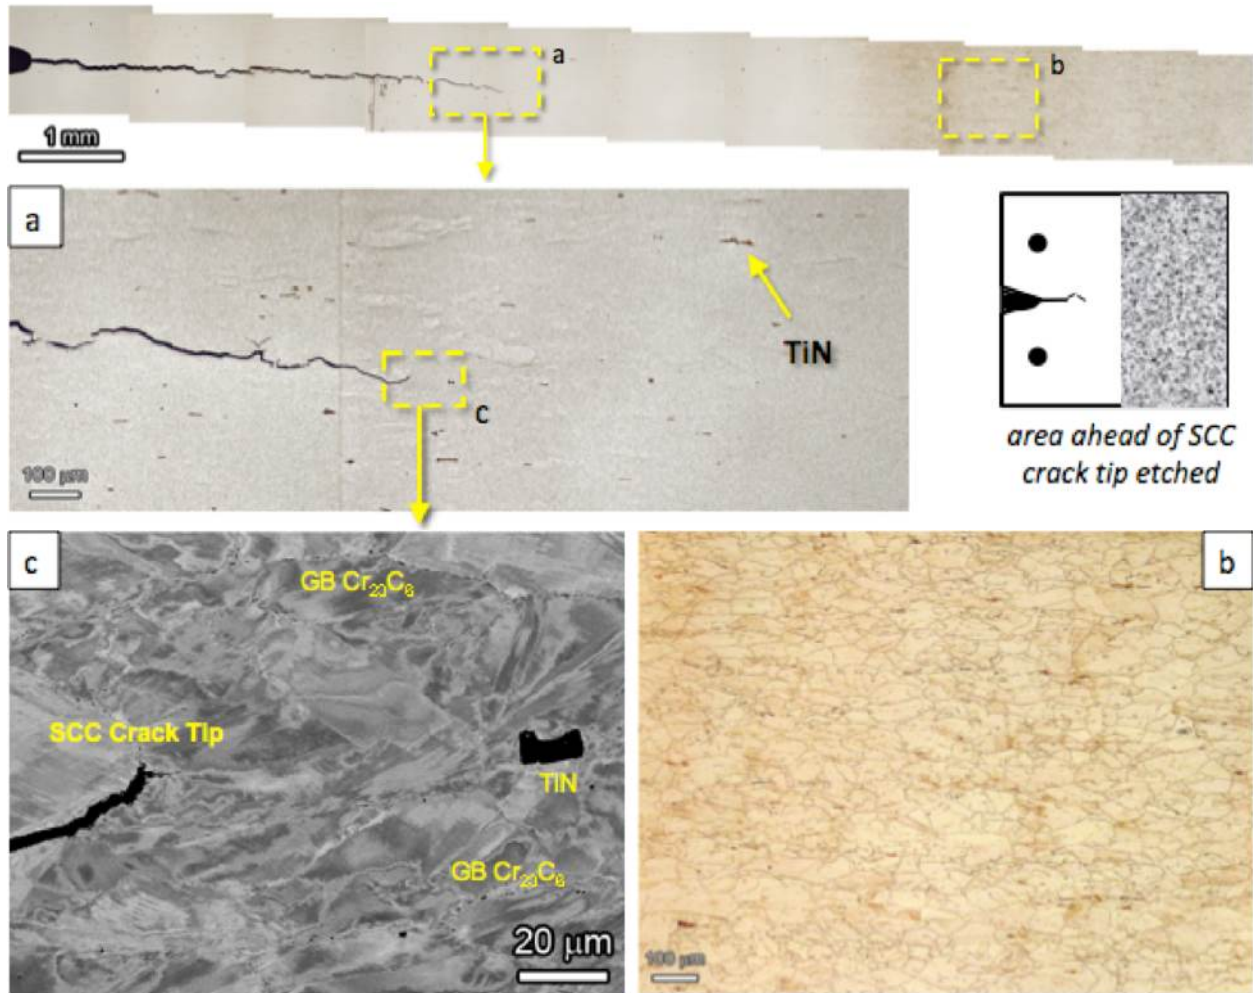 a
b
1 mm
a
TiN
c
100 μm
area ahead of SCC
crack tip etched
c
GB Cr₂₃C₆
SCC Crack Tip
TiN
GB Cr₂₃C₆
20 μm
b
100 μm